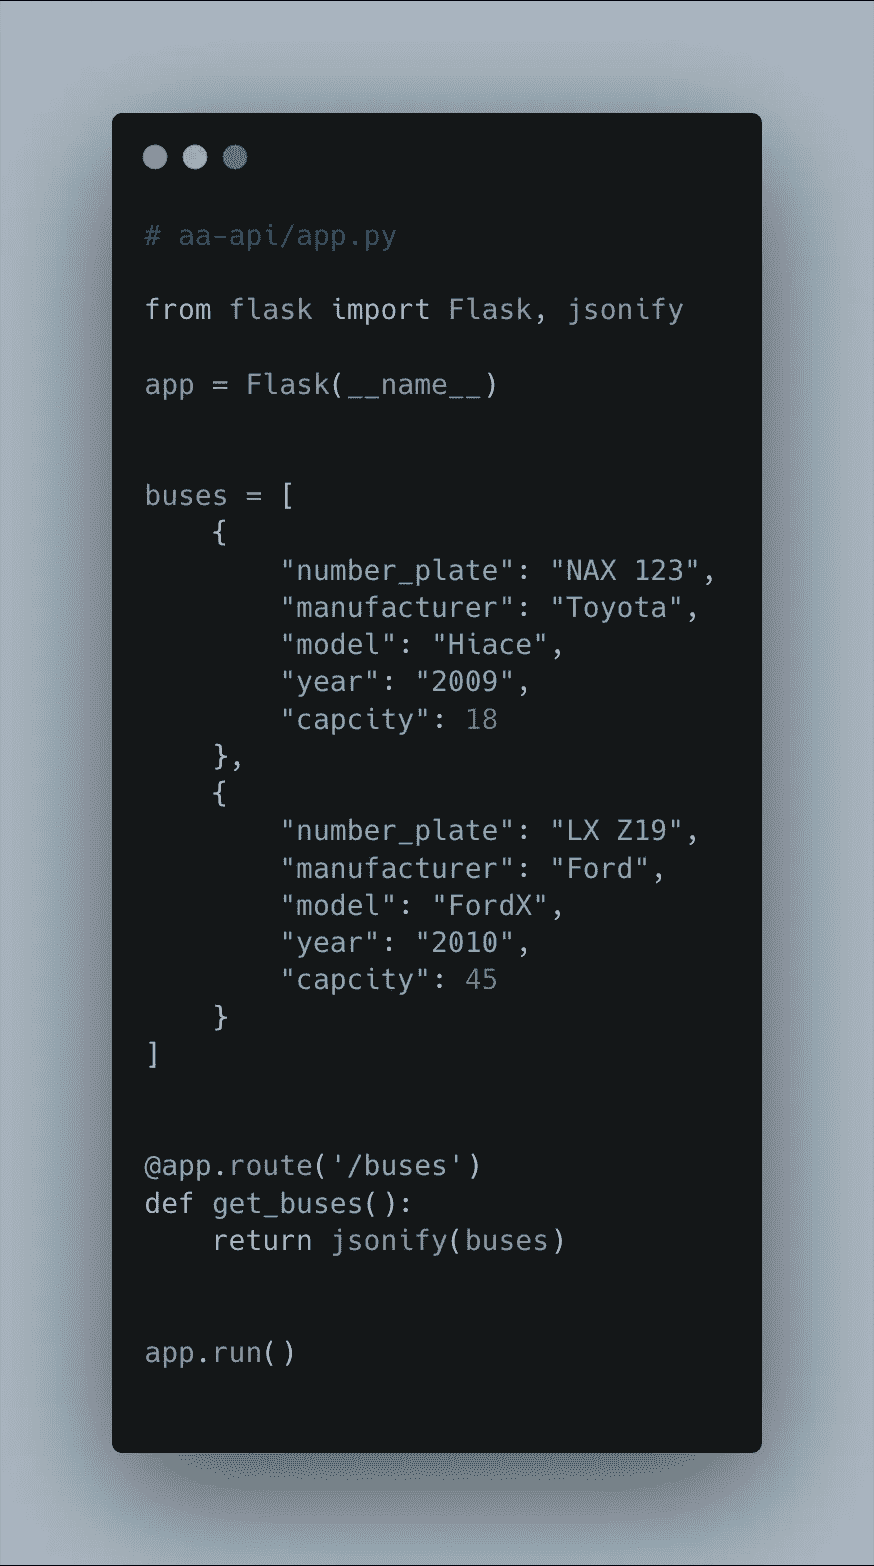 # aa-api/app.py
from flask import Flask, jsonify
app = Flask(__name__)
buses = [
    {
        "number_plate": "NAX 123",
        "manufacturer": "Toyota",
        "model": "Hiace",
        "year": "2009",
        "capcity": 18
    },
    {
        "number_plate": "LX Z19",
        "manufacturer": "Ford",
        "model": "FordX",
        "year": "2010",
        "capcity": 45
    }
]
@app.route('/buses')
def get_buses():
    return jsonify(buses)
app.run()